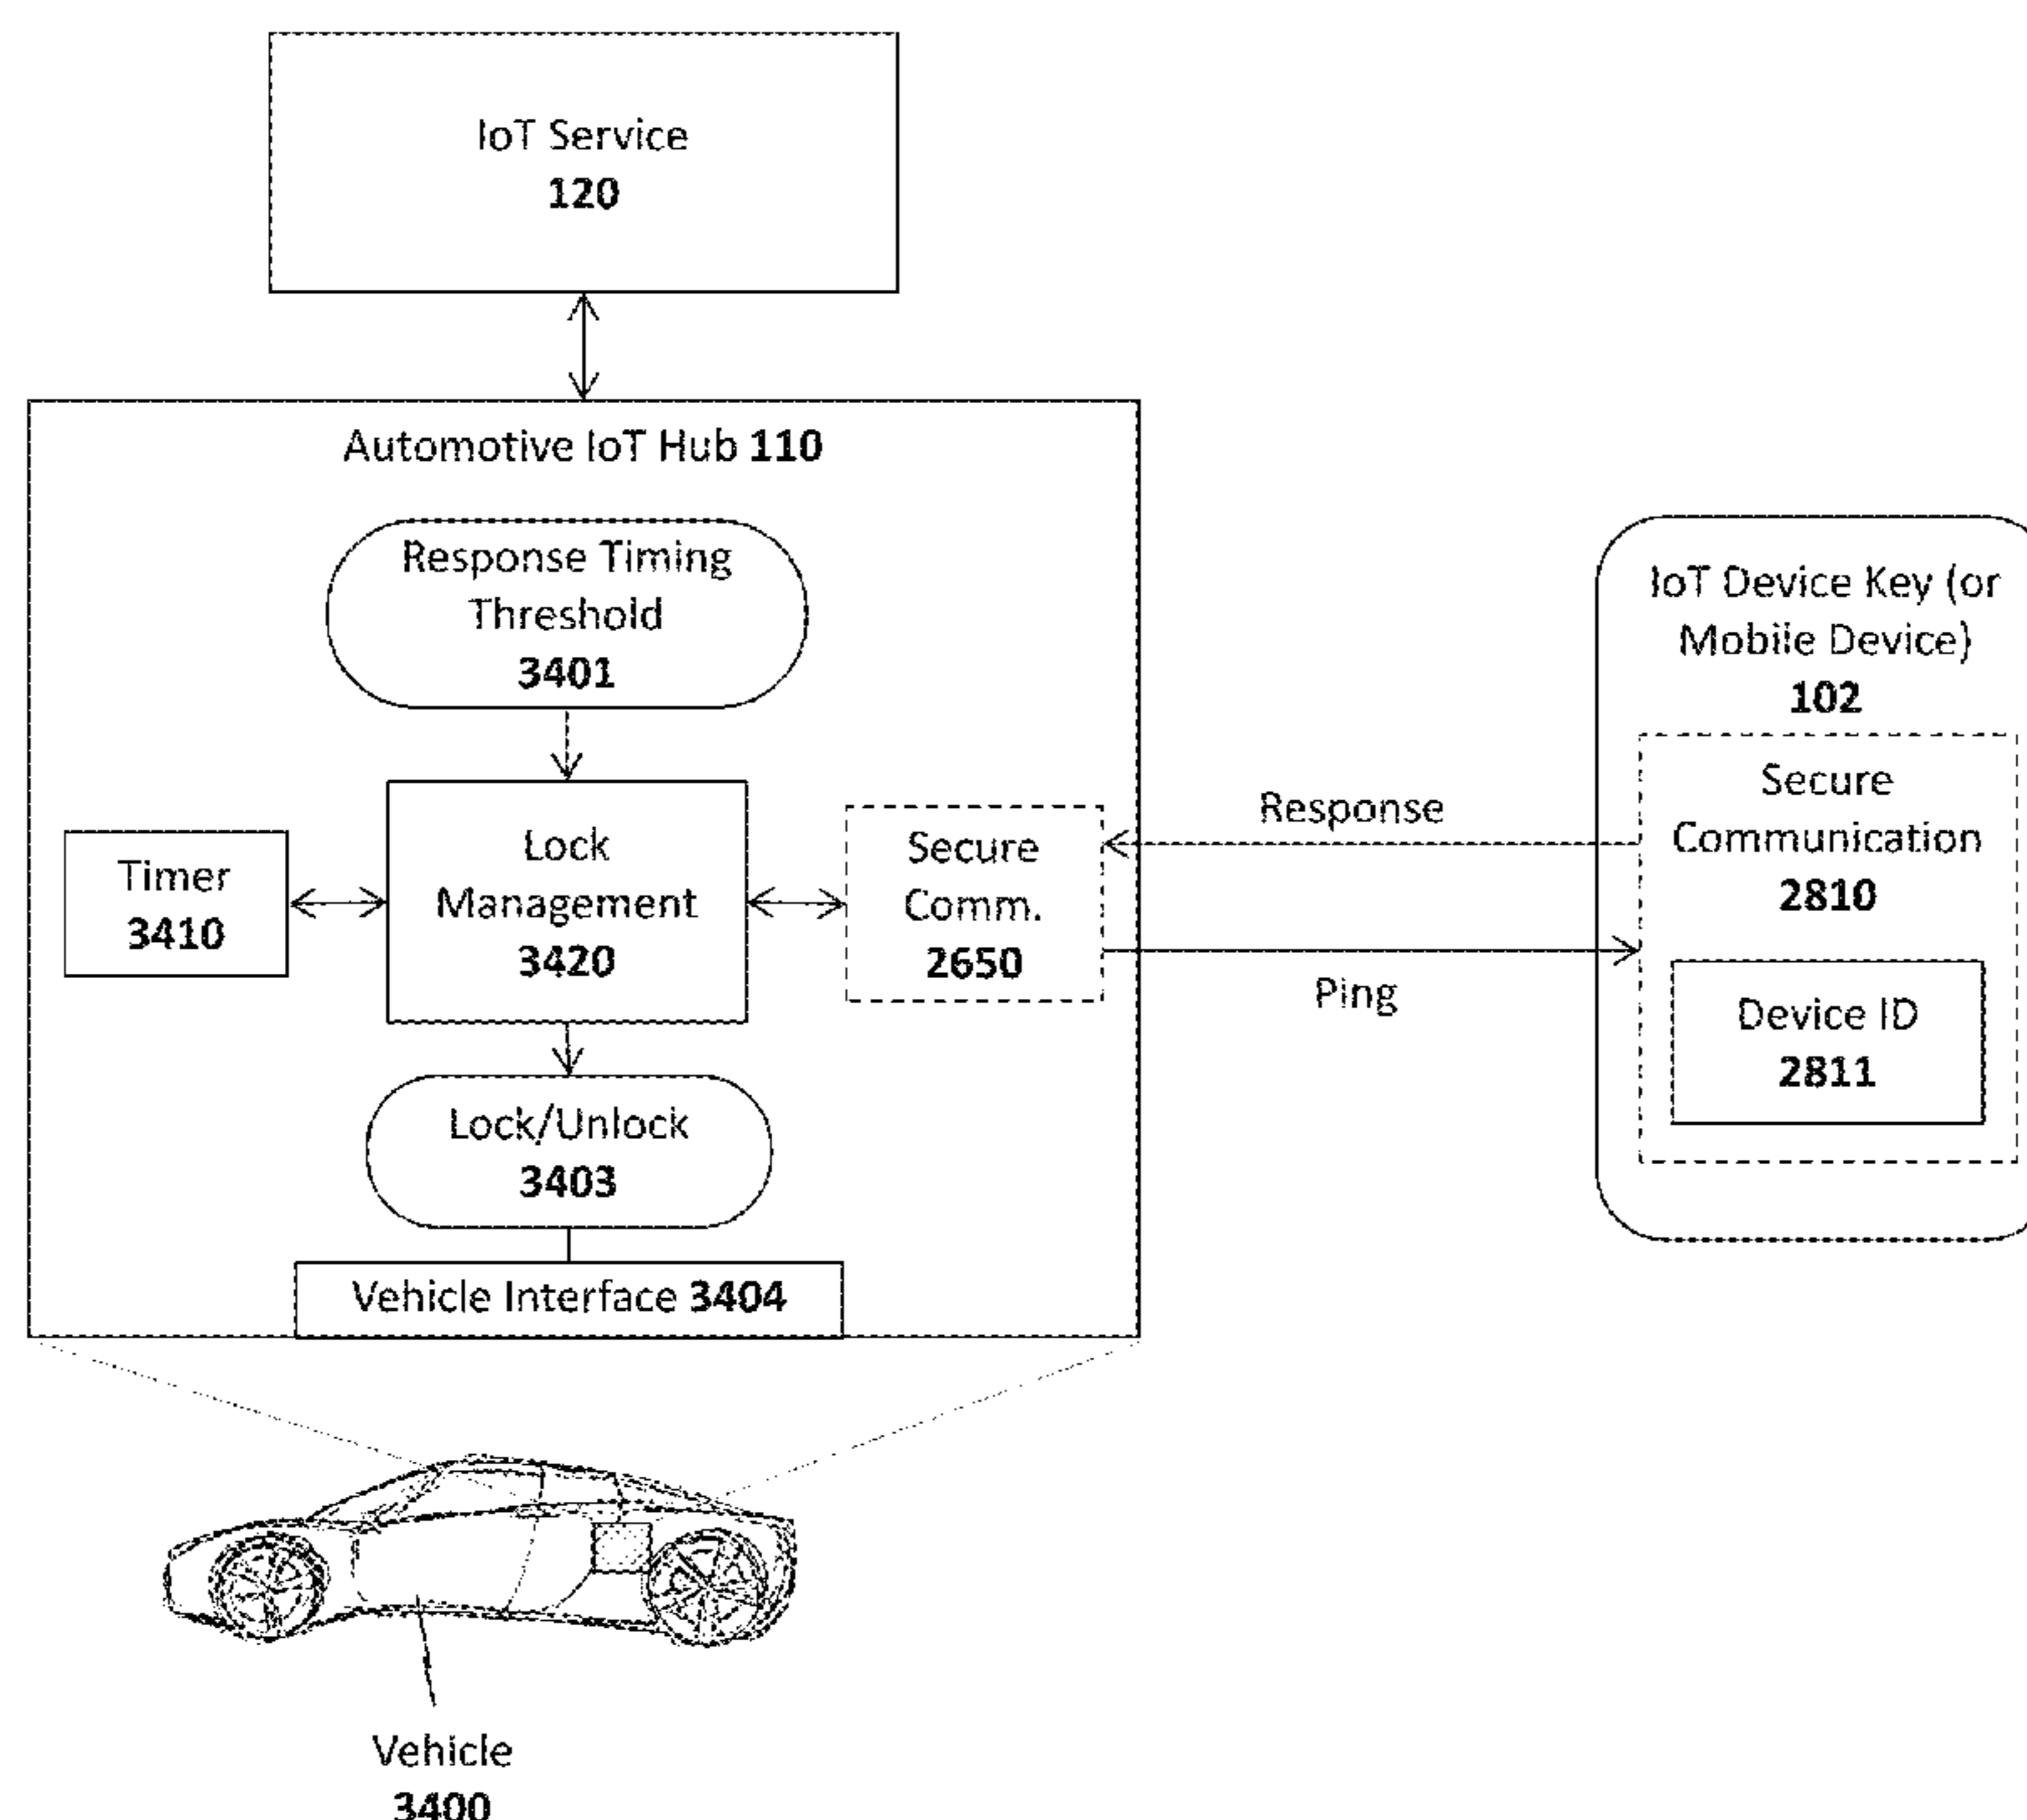 IoT Service
120
Automotive IoT Hub 110
Response Timing
Threshold
3401
Timer
3410
Lock
Management
3420
Secure
Comm.
2650
Lock/Unlock
3403
Vehicle Interface 3404
Response
Ping
IoT Device Key (or
Mobile Device)
102
Secure
Communication
2810
Device ID
2811
Vehicle
3400